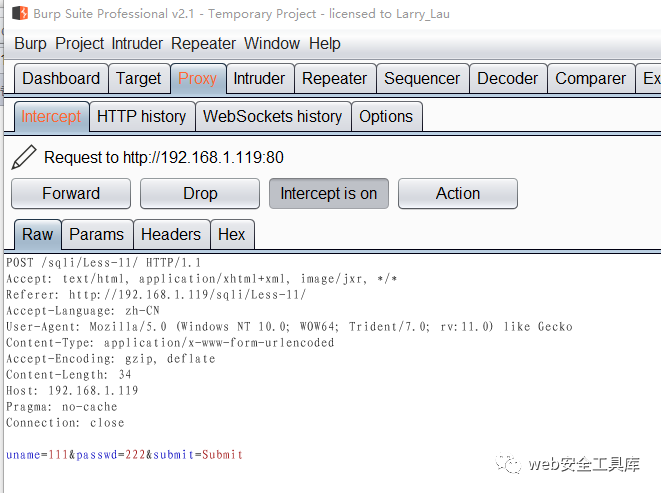 Burp Suite Professional v2.1 - Temporary Project - licensed to Larry_Lau
Burp Project Intruder Repeater Window Help
Dashboard Target Proxy Intruder Repeater Sequencer Decoder Comparer Ex
Intercept HTTP history WebSockets history Options
Request to http://192.168.1.119:80
Forward Drop Intercept is on Action
Raw Params Headers Hex
POST /sqli/Less-11/ HTTP/1.1
Accept: text/html, application/xhtml+xml, image/jxr, */*
Referer: http://192.168.1.119/sqli/Less-11/
Accept-Language: zh-CN
User-Agent: Mozilla/5.0 (Windows NT 10.0; WOW64; Trident/7.0; rv:11.0) like Gecko
Content-Type: application/x-www-form-urlencoded
Accept-Encoding: gzip, deflate
Content-Length: 34
Host: 192.168.1.119
Pragma: no-cache
Connection: close
uname=111&passwd=222&submit=Submit
web安全工具库